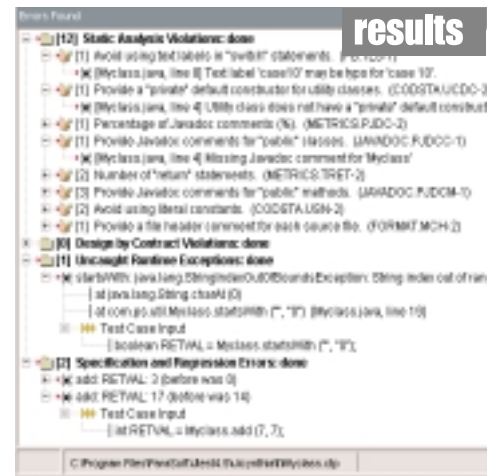 Errors Found
results
[12] Static Analysis Violations: done
[1] Avoid using text labels in "switch" statements. (PB.TLS-1)
[Myclass.java, line 8] Text label 'case10' may be typo for 'case 10'.
[1] Provide a "private" default constructor for utility classes. (CODSTA.UCDC-2
[Myclass.java, line 4] Utility class does not have a "private" default construct
[1] Percentage of Javadoc comments (%). (METRICS.PJDC-2)
[1] Provide Javadoc comments for "public" classes. (JAVADOC.PJDCC-1)
[Myclass.java, line 4] Missing Javadoc comment for 'Myclass'
[2] Number of "return" statements. (METRICS.TRET-2)
[3] Provide Javadoc comments for "public" methods. (JAVADOC.PJDCM-1)
[2] Avoid using literal constants. (CODSTA.USN-2)
[1] Provide a file header comment for each source file. (FORMAT.MCH-2)
[0] Design by Contract Violations: done
[1] Uncaught Runtime Exceptions: done
startsWith: java.lang.StringIndexOutOfBoundsException: String index out of ran
at java.lang.String.charAt (0)
at com.ps.util.Myclass.startsWith ("", "0") [Myclass.java, line 19]
Test Case Input
boolean RETVAL = Myclass.startsWith ("", "0");
[2] Specification and Regression Errors: done
add: RETVAL: 3 (before was 0)
add: RETVAL: 17 (before was 14)
Test Case Input
int RETVAL = Myclass.add (7, 7);